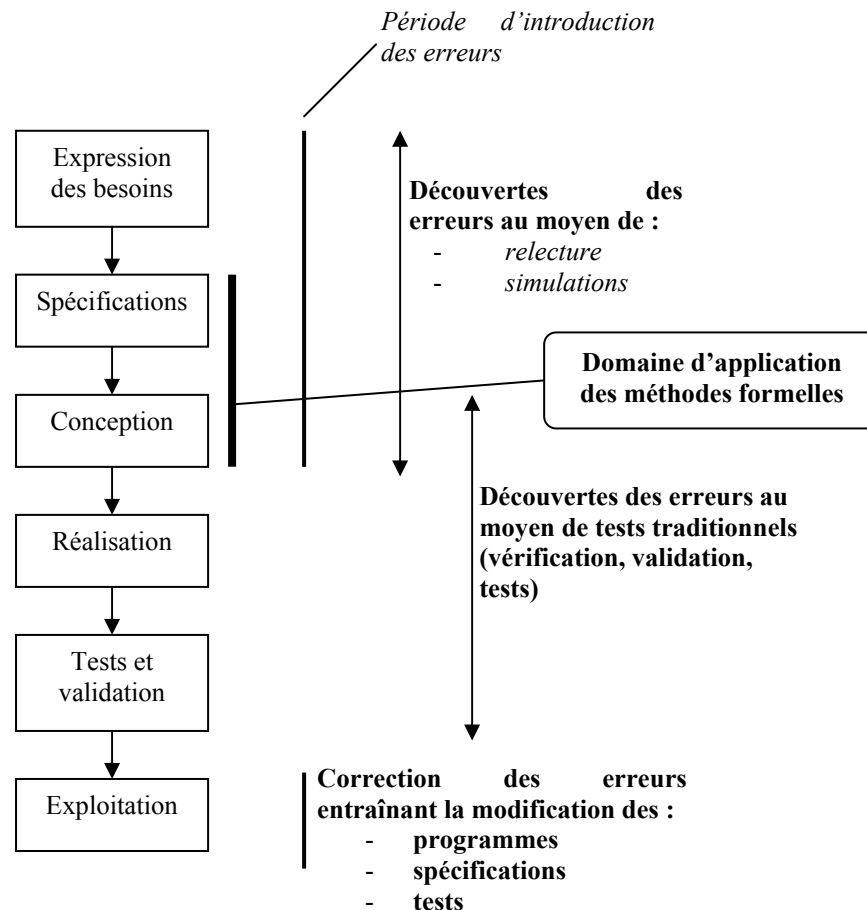 Période d’introduction
des erreurs
Expression
des besoins
Découvertes des
erreurs au moyen de :
- relecture
- simulations
Spécifications
Domaine d’application
des méthodes formelles
Conception
Découvertes des erreurs au
moyen de tests traditionnels
(vérification, validation,
tests)
Réalisation
Tests et
validation
Exploitation
Correction des erreurs
entraînant la modification des :
- programmes
- spécifications
- tests